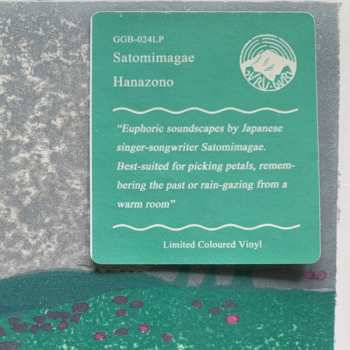 GGB-024LP
Satomimagae
Hanazono
GURUGURU
"Euphoric soundscapes by Japanese
singer-songwriter Satomimagae.
Best-suited for picking petals, remem-
bering the past or rain-gazing from a
warm room"
Limited Coloured Vinyl